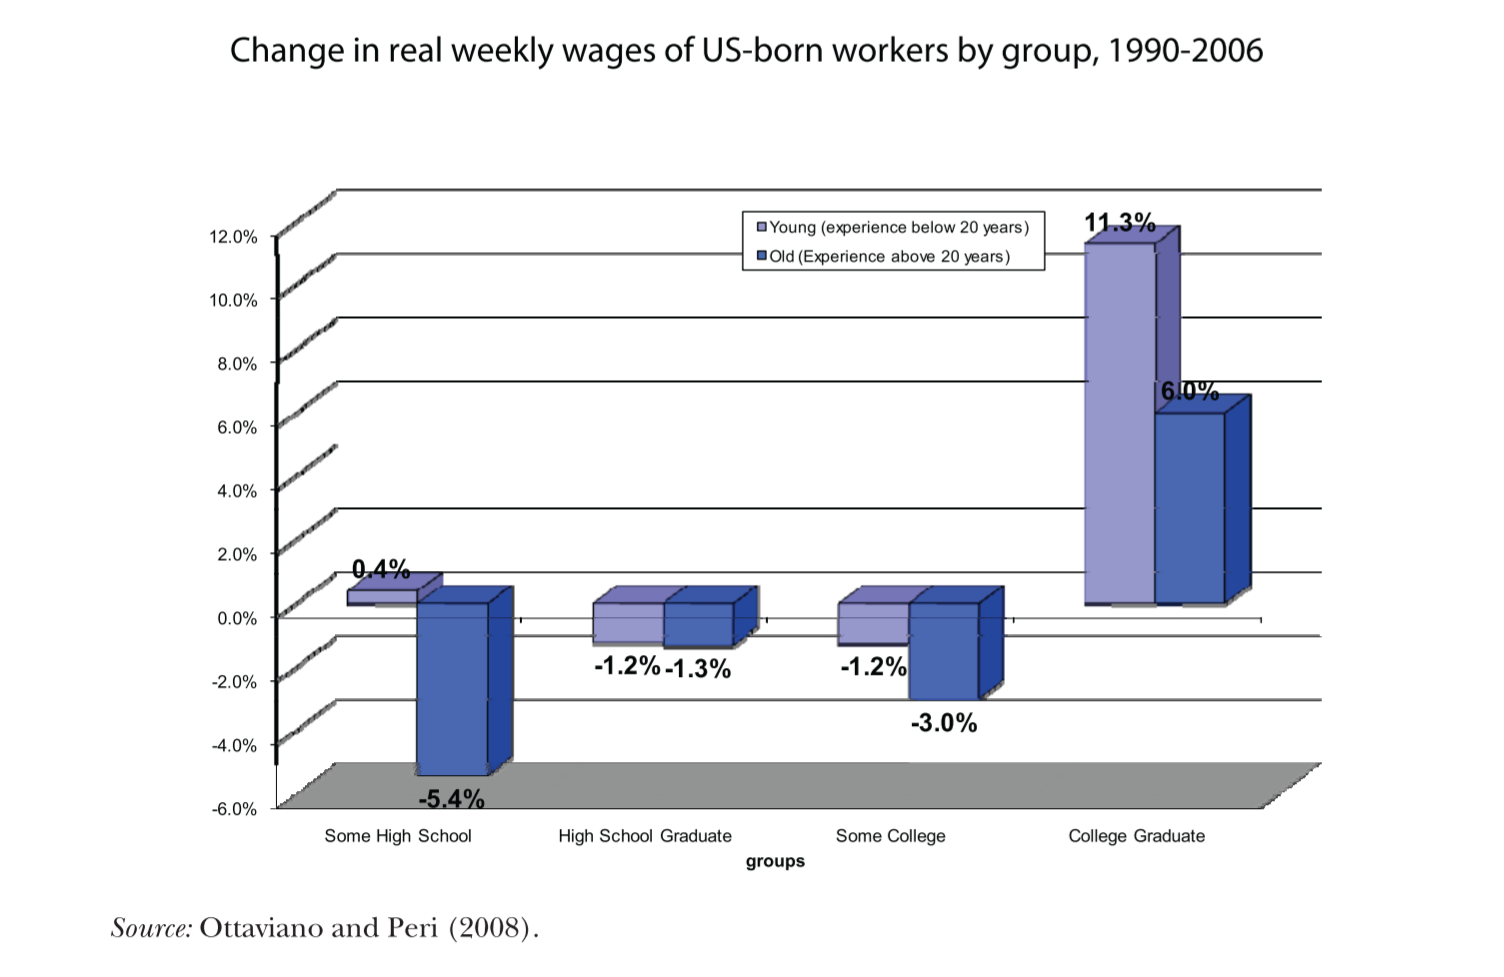 Change in real weekly wages of US-born workers by group, 1990-2006
Young (experience below 20 years)
Old (Experience above 20 years)
12.0%
10.0%
8.0%
6.0%
4.0%
2.0%
0.0%
-2.0%
-4.0%
-6.0%
0.4%
-5.4%
-1.2%
-1.3%
-1.2%
-3.0%
11.3%
6.0%
Some High School
High School Graduate
Some College
College Graduate
groups
Source: Ottaviano and Peri (2008).